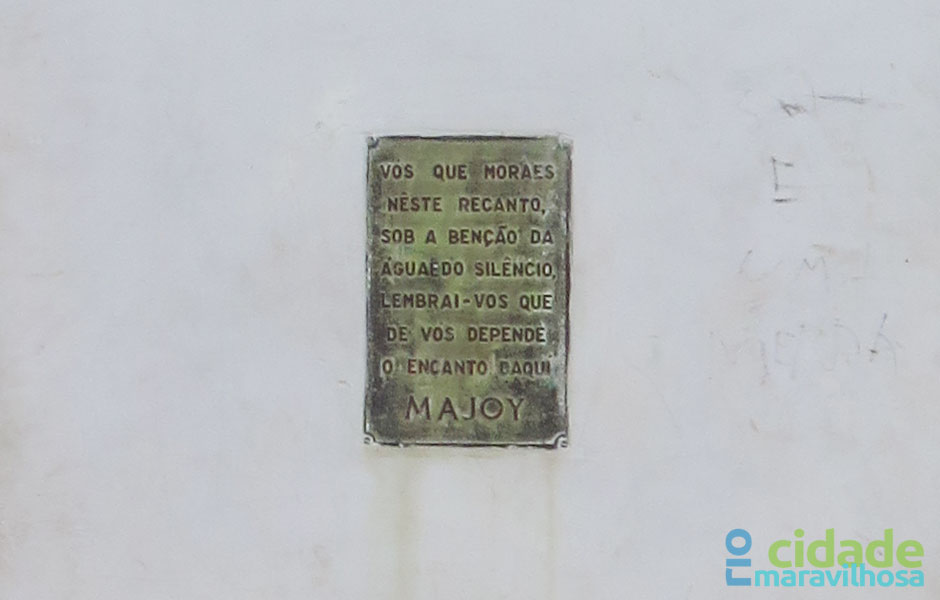 VÓS QUE MORAES
NÊSTE RECANTO,
SOB A BENÇÃO DA
ÁGUA E DO SILÊNCIO,
LEMBRAI-VOS QUE
DE VOS DEPENDE
O ENCANTO DAQUI
MAJOY
rio cidade
maravilhosa